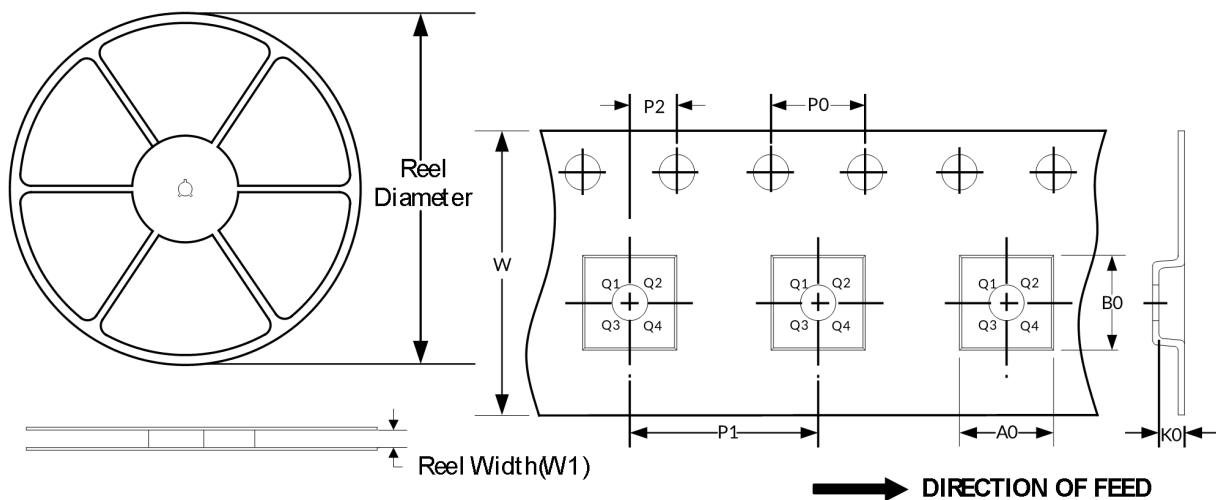 Reel
Diameter
P2
P0
W
Q1 Q2
Q3 Q4
Q1 Q2
Q3 Q4
Q1 Q2
Q3 Q4
B0
P1
A0
K0
Reel Width(W1)
DIRECTION OF FEED